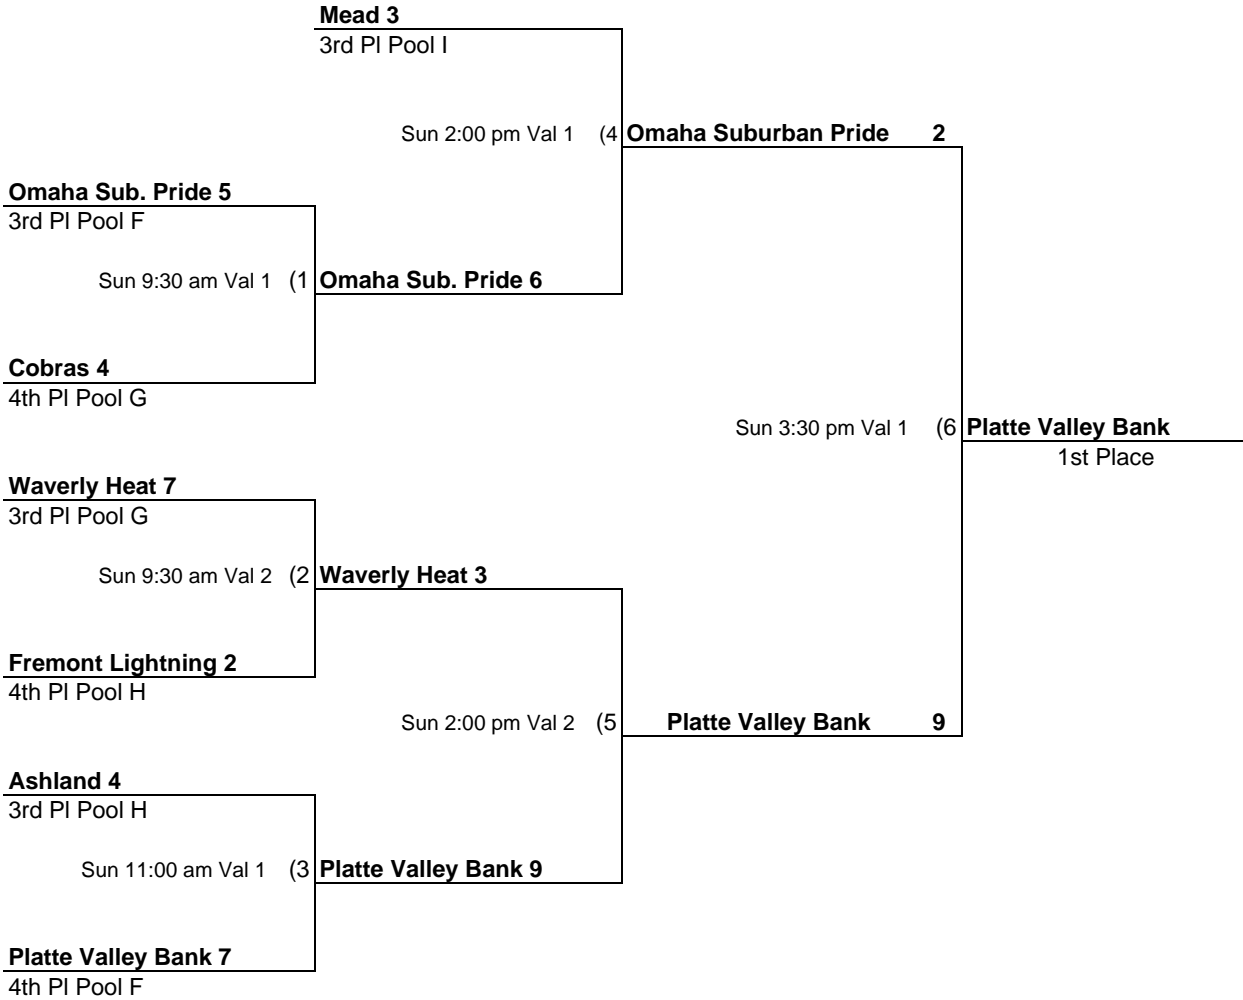 Mead 3
3rd Pl Pool I
Sun 2:00 pm Val 1 (4 Omaha Suburban Pride 2
Omaha Sub. Pride 5
3rd Pl Pool F
Sun 9:30 am Val 1 (1 Omaha Sub. Pride 6
Cobras 4
4th Pl Pool G
Sun 3:30 pm Val 1 (6 Platte Valley Bank
1st Place
Waverly Heat 7
3rd Pl Pool G
Sun 9:30 am Val 2 (2 Waverly Heat 3
Fremont Lightning 2
4th Pl Pool H
Sun 2:00 pm Val 2 (5 Platte Valley Bank 9
Ashland 4
3rd Pl Pool H
Sun 11:00 am Val 1 (3 Platte Valley Bank 9
Platte Valley Bank 7
4th Pl Pool F